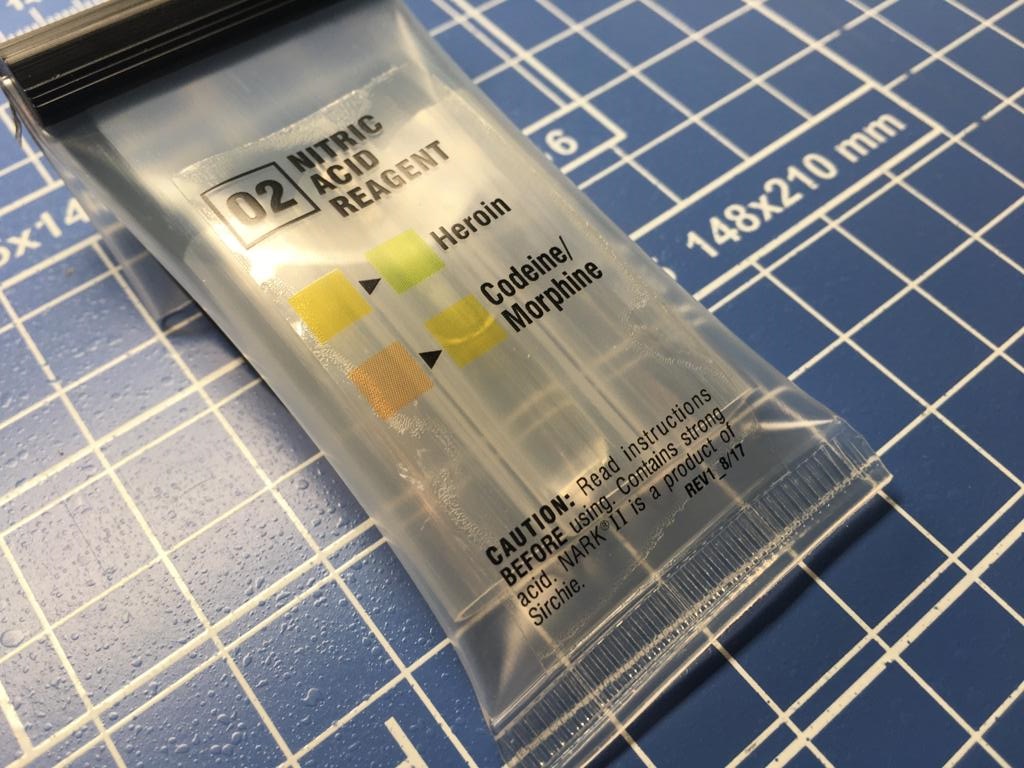 02
NITRIC
ACID
REAGENT
Heroin
Codeine/
Morphine
CAUTION: Read instructions
BEFORE using. Contains strong
acid. NARK® II is a product of
Sirchie.
REV1_8/17
148x210 mm
6